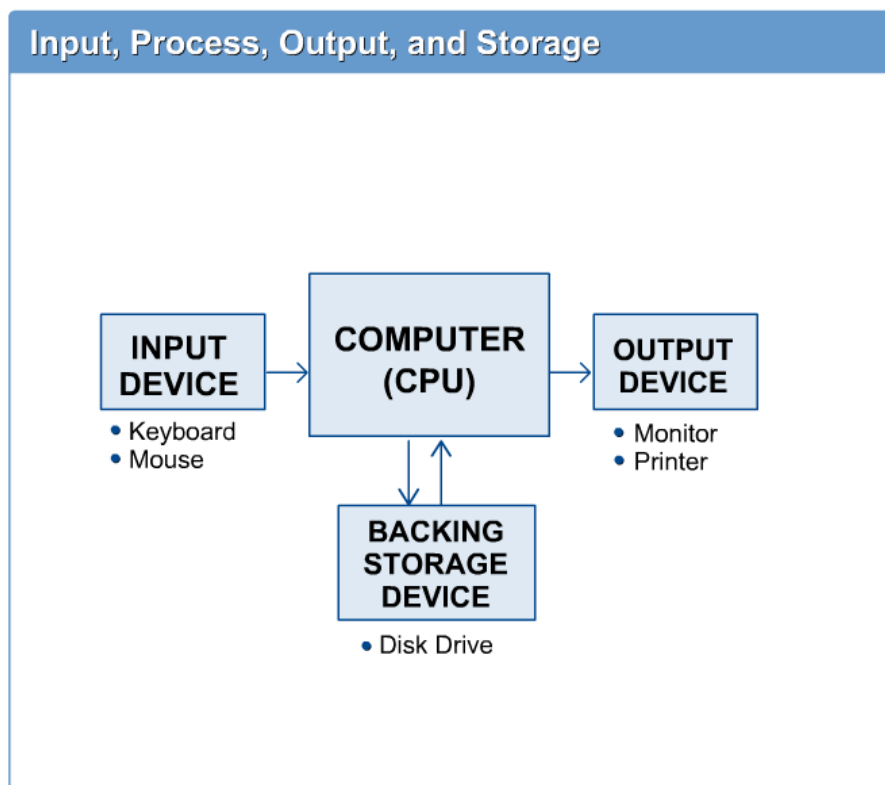 Input, Process, Output, and Storage
INPUT
DEVICE
• Keyboard
• Mouse
COMPUTER
(CPU)
OUTPUT
DEVICE
• Monitor
• Printer
BACKING
STORAGE
DEVICE
• Disk Drive